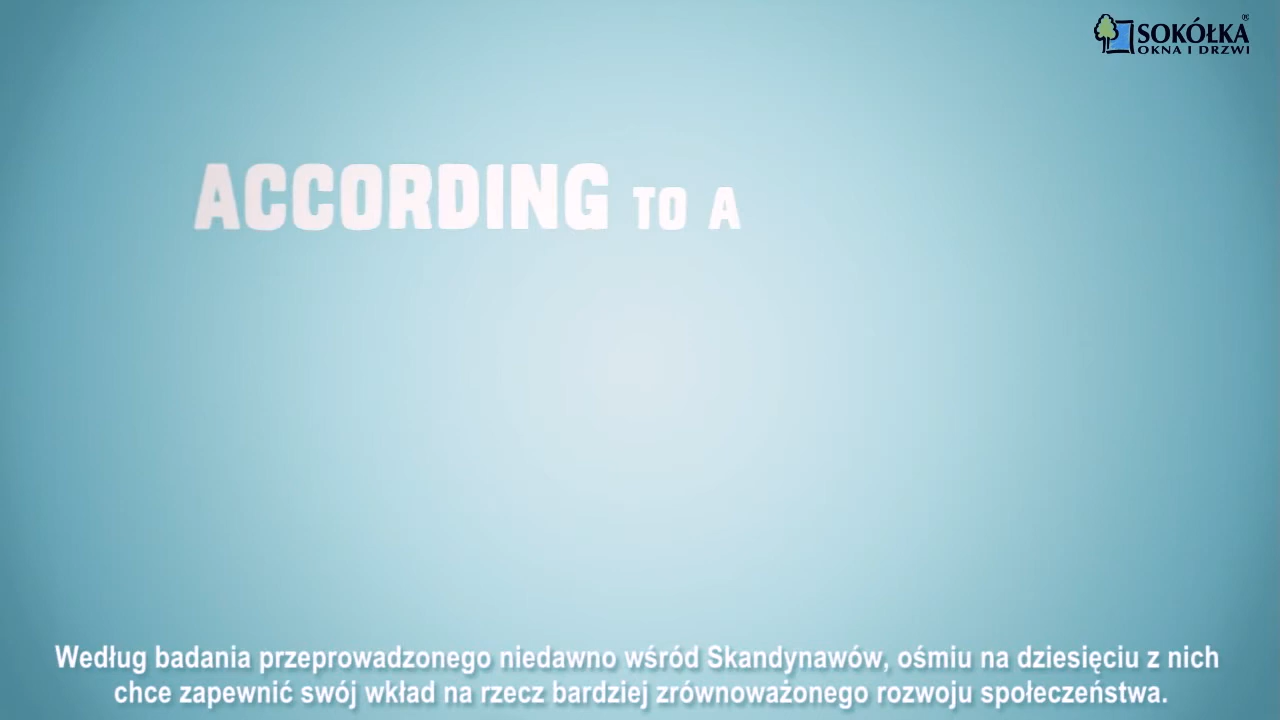 SOKÓŁKA®
OKNA I DRZWI
ACCORDING TO A
Według badania przeprowadzonego niedawno wśród Skandynawów, ośmiu na dziesięciu z nich
chce zapewnić swój wkład na rzecz bardziej zrównoważonego rozwoju społeczeństwa.